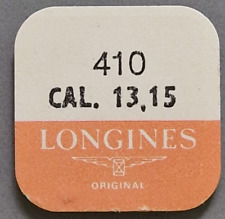 410
CAL. 13,15
LONGINES
ORIGINAL